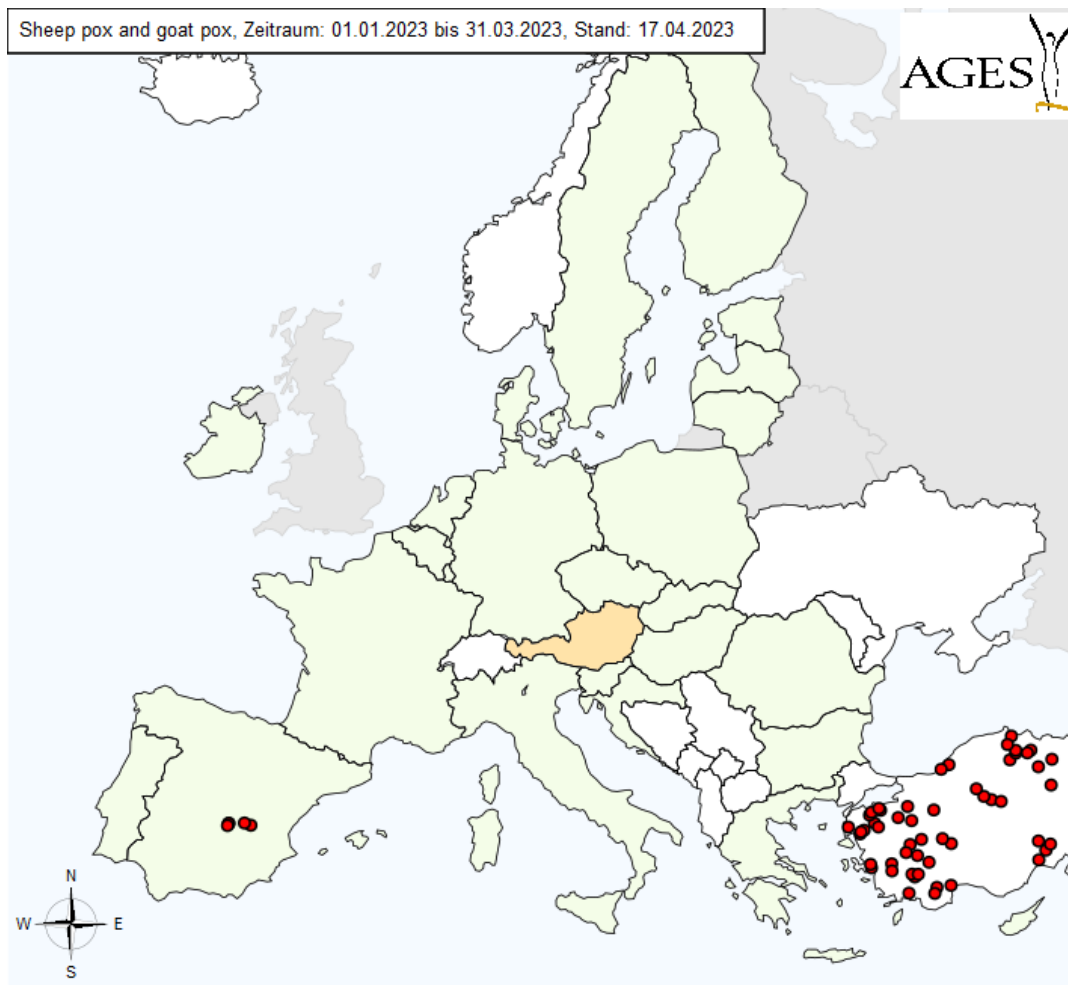 Sheep pox and goat pox, Zeitraum: 01.01.2023 bis 31.03.2023, Stand: 17.04.2023
AGES
N
W E
S